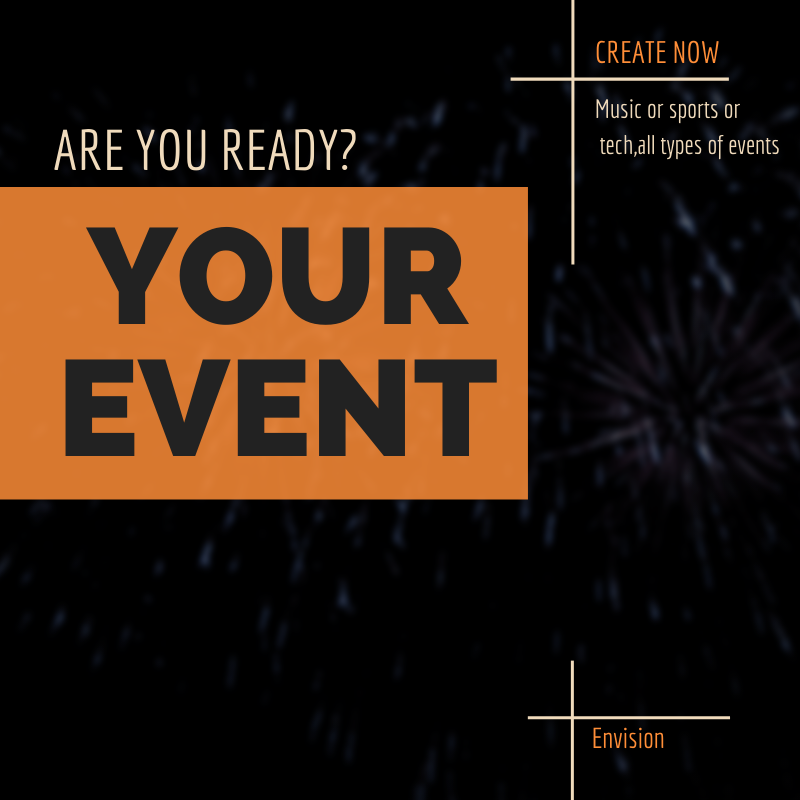 CREATE NOW
Music or sports or
tech,all types of events
ARE YOU READY?
YOUR
EVENT
Envision